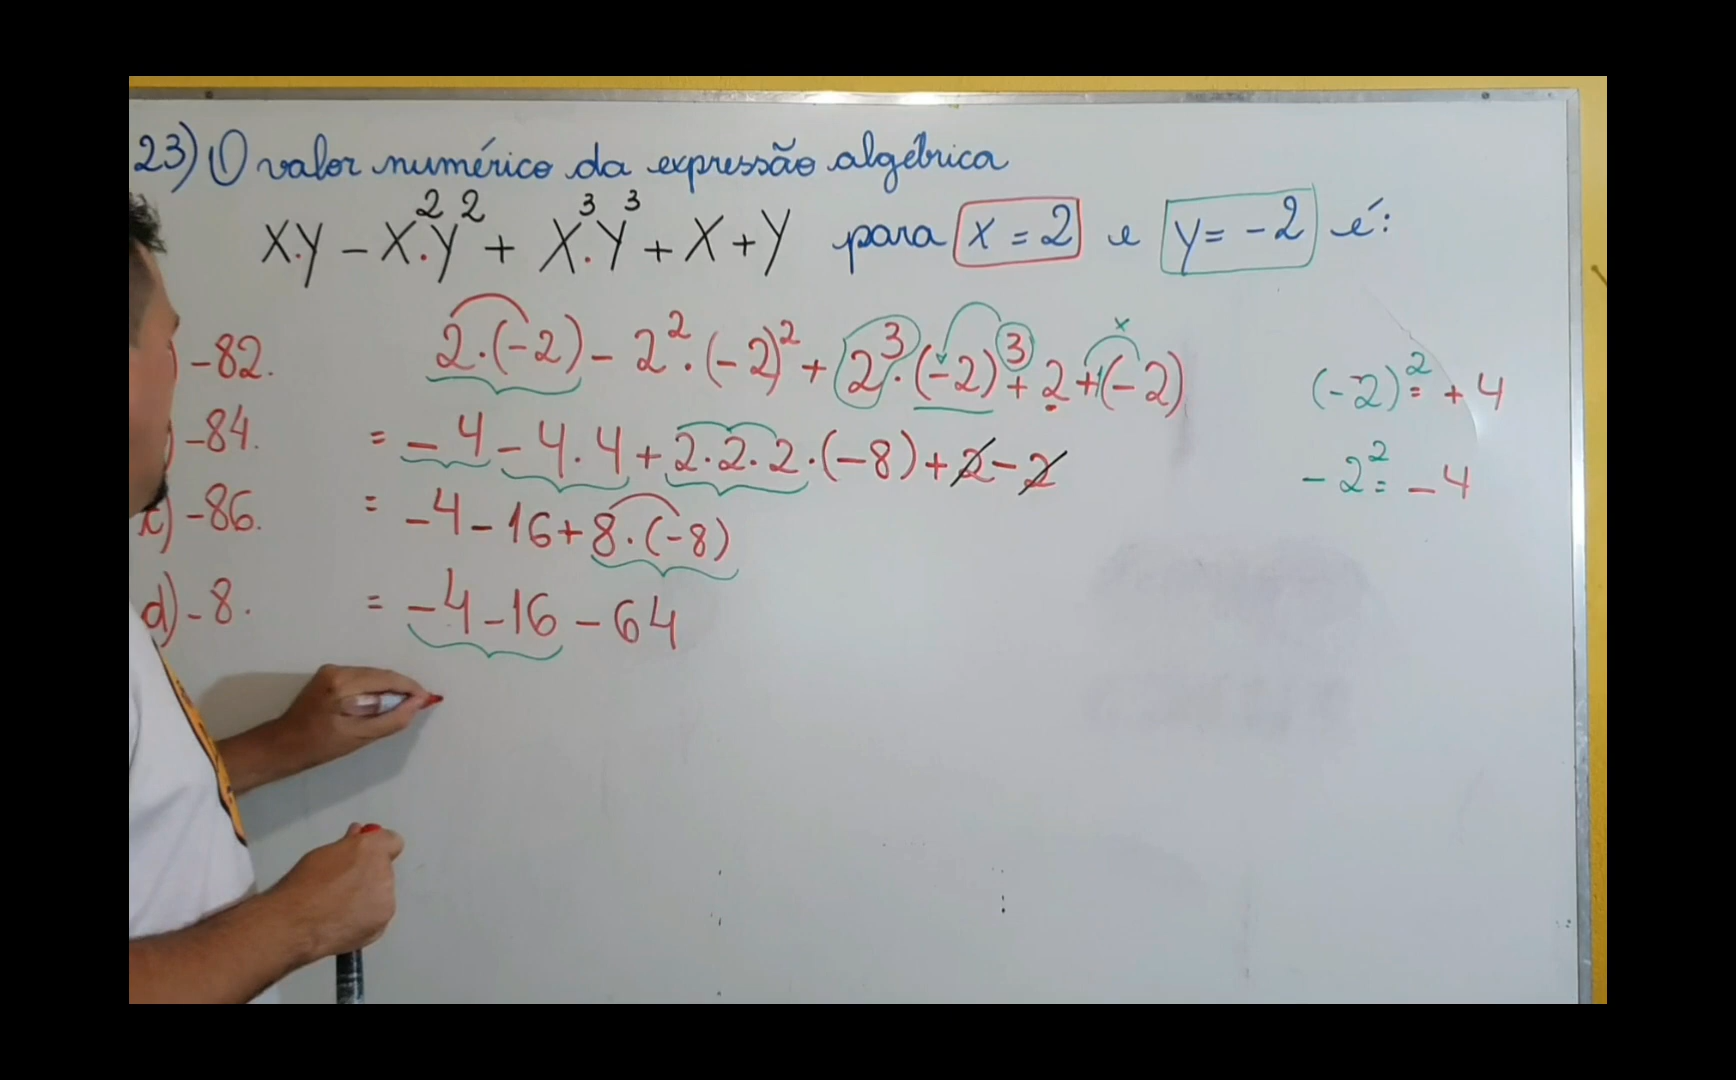 23) O valor numérico da expressão algébrica
X.Y - X².Y² + X³.Y³ + X + Y para x = 2 e y = -2 é:
2.(-2) - 2².(-2)² + 2³.(-2)³ + 2 + (-2)
= -4 - 4.4 + 2.2.2.(-8) + 2 - 2
= -4 - 16 + 8.(-8)
= -4 - 16 - 64
) -82.
) -84.
c) -86.
d) -8.
x
(-2)² = +4
-2² = -4